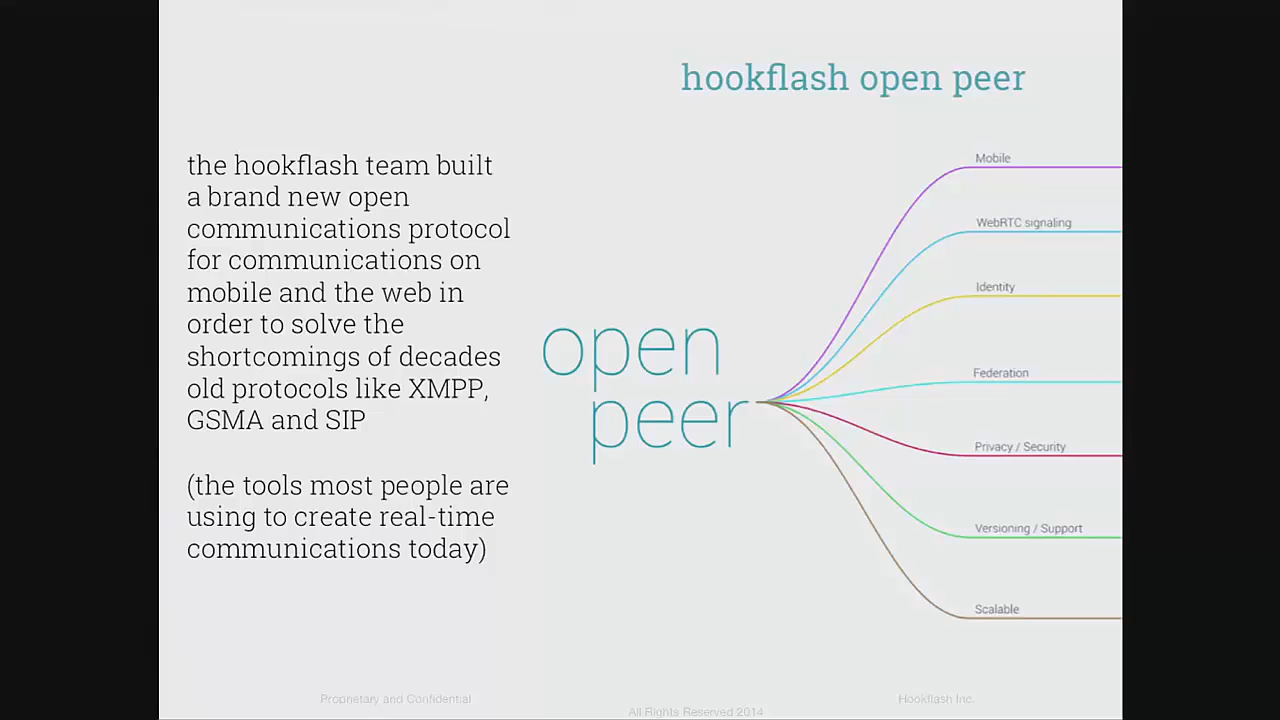 hookflash open peer
the hookflash team built
a brand new open
communications protocol
for communications on
mobile and the web in
order to solve the
shortcomings of decades
old protocols like XMPP,
GSMA and SIP
(the tools most people are
using to create real-time
communications today)
open
peer
Mobile
WebRTC signaling
Identity
Federation
Privacy / Security
Versioning / Support
Scalable
Proprietary and Confidential
All Rights Reserved 2014
Hookflash Inc.